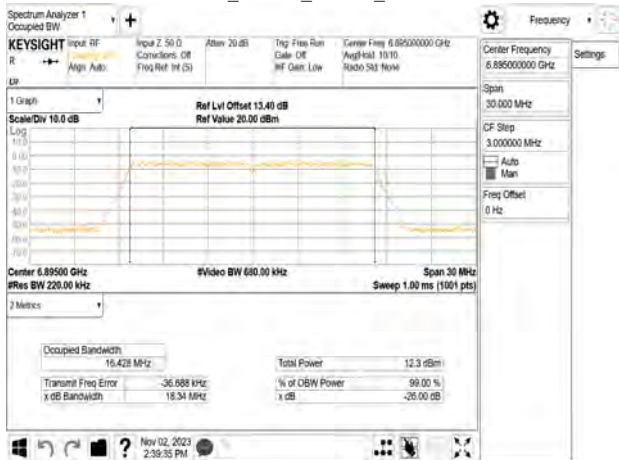 Spectrum Analyzer 1
Occupied BW
Frequency
KEYSIGHT Input: RF
R
Align: Auto
Input Z: 50 Ω
Corrections: Off
Freq Ref: Int (S)
Atten: 20 dB
Trig: Free Run
Gate: Off
#IF Gain: Low
Center Freq: 6.895000000 GHz
Avg|Hold: 10/10
Radio Std: None
Center Frequency
6.895000000 GHz
Settings
Span
30.000 MHz
CF Step
3.000000 MHz
Auto
Man
Freq Offset
0 Hz
1 Graph
Scale/Div 10.0 dB
Ref Lvl Offset 13.40 dB
Ref Value 20.00 dBm
Log
Center 6.89500 GHz
#Res BW 220.00 kHz
#Video BW 680.00 kHz
Span 30 MHz
Sweep 1.00 ms (1001 pts)
2 Metrics
Occupied Bandwidth
16.428 MHz
Total Power 12.3 dBm
Transmit Freq Error -36.688 kHz
% of OBW Power 99.00 %
x dB Bandwidth 18.34 MHz
x dB -26.00 dB
Nov 02, 2023
2:39:35 PM